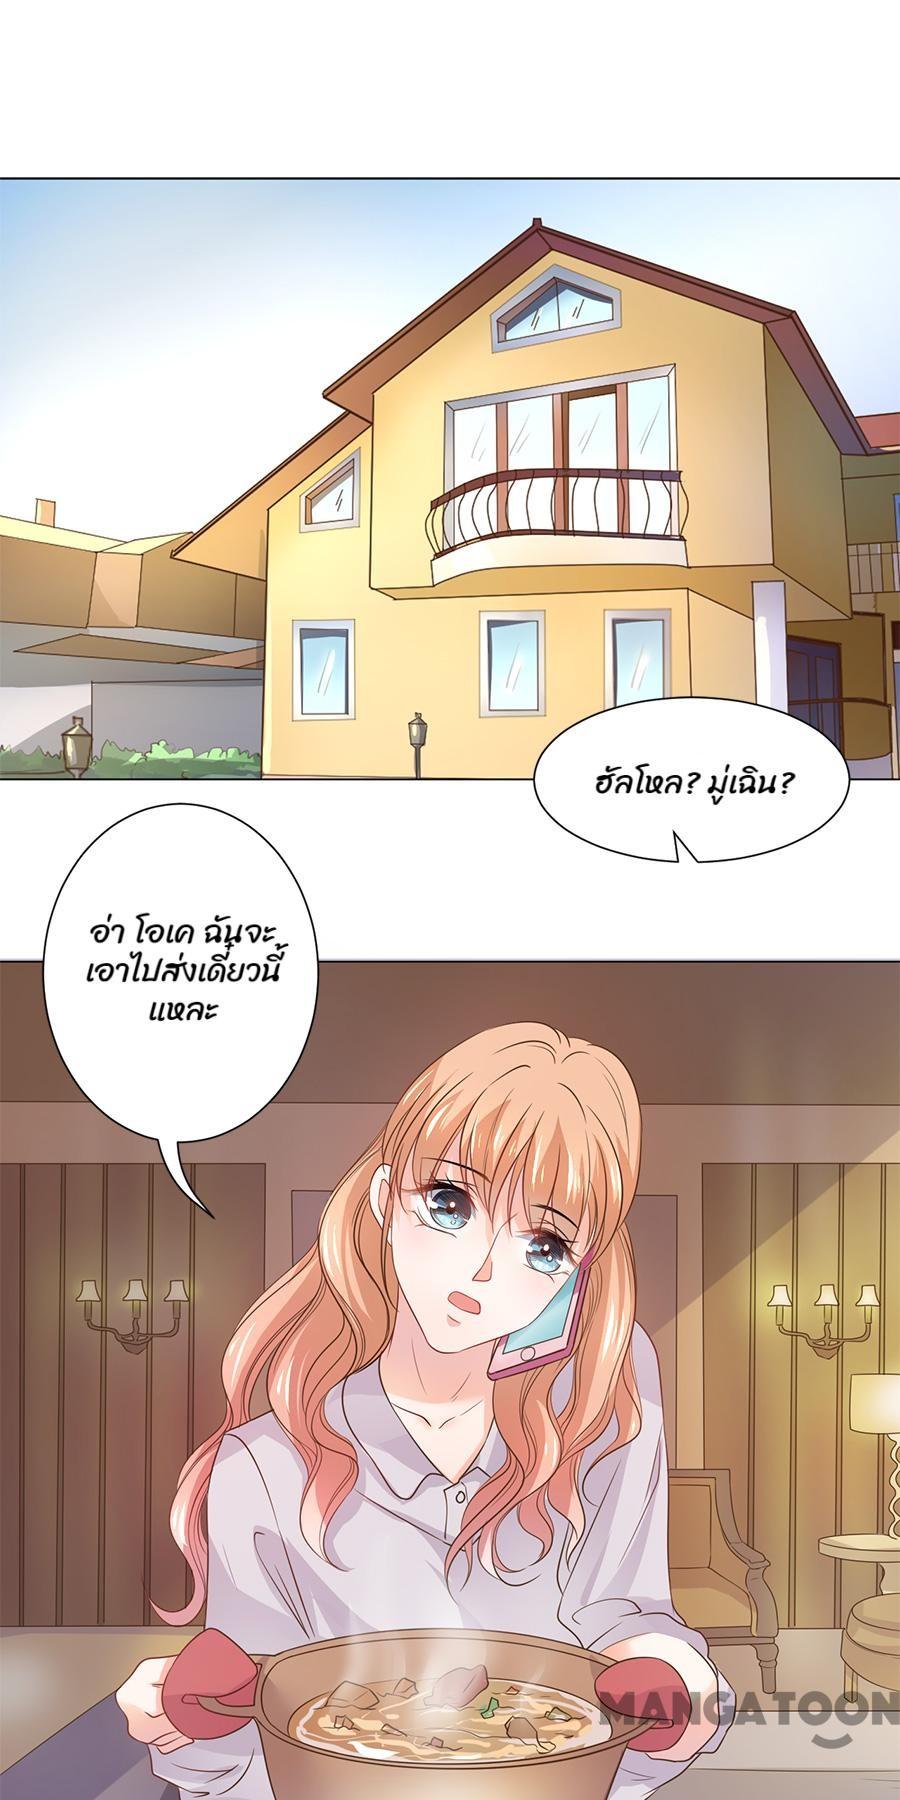 ฮัลโหล? มู่เฉิน?
อ่า โอเค ฉันจะ
เอาไปส่งเดี๋ยวนี้
แหละ
MANGATOON